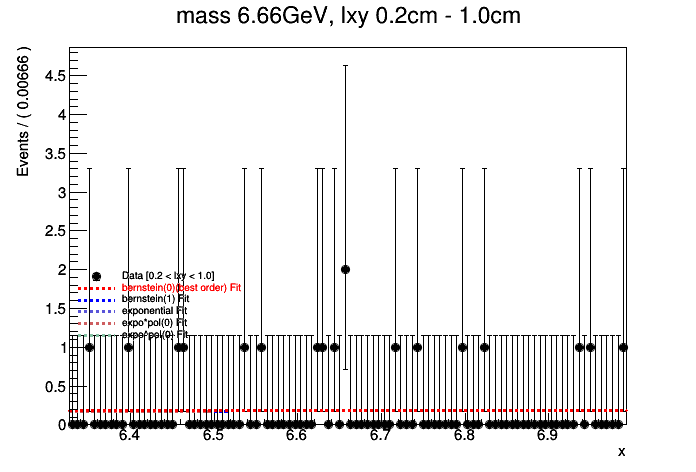 mass 6.66GeV, lxy 0.2cm - 1.0cm
Events / ( 0.00666 )
4.5
4
3.5
3
2.5
2
1.5
1
0.5
0
Data [0.2 < lxy < 1.0]
bernstein(0)(best order) Fit
bernstein(1) Fit
exponential Fit
expo*pol(0) Fit
expo*pol(0) Fit
6.4
6.5
6.6
6.7
6.8
6.9
x